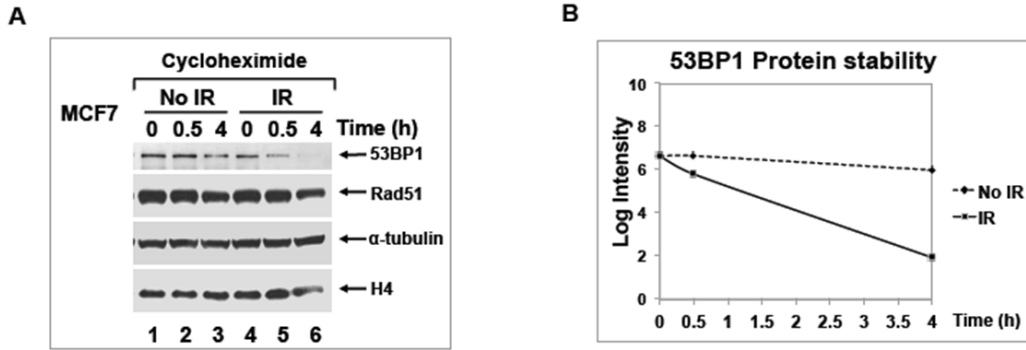 A
Cycloheximide
MCF7
No IR IR
0 0.5 4 0 0.5 4 Time (h)
53BP1
Rad51
α-tubulin
H4
1 2 3 4 5 6
B
53BP1 Protein stability
Log Intensity
10
8
6
4
2
0
0 0.5 1 1.5 2 2.5 3 3.5 4 Time (h)
No IR
IR